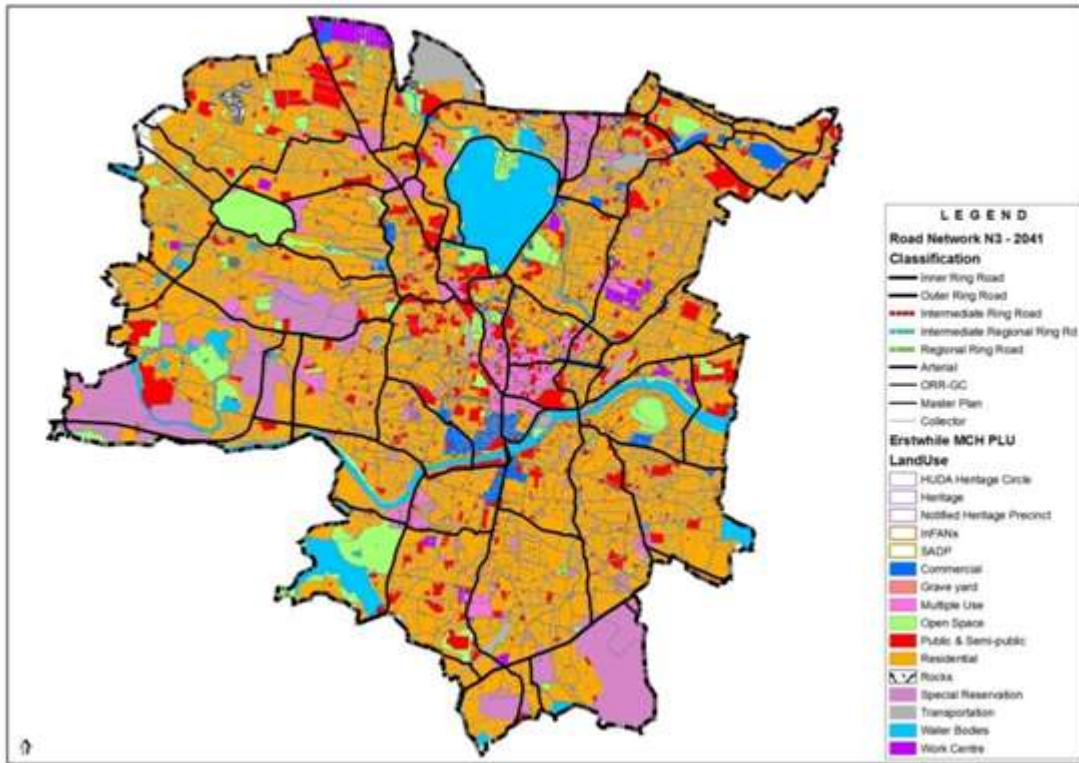 LEGEND
Road Network N3 - 2041
Classification
Inner Ring Road
Outer Ring Road
Intermediate Ring Road
Intermediate Regional Ring Rd
Regional Ring Road
Arterial
ORR-GC
Master Plan
Collector
Erstwhile MCH PLU
LandUse
HUDA Heritage Circle
Heritage
Notified Heritage Precinct
InFANx
SADP
Commercial
Grave yard
Multiple Use
Open Space
Public & Semi-public
Residential
Rocks
Special Reservation
Transportation
Water Bodies
Work Centre